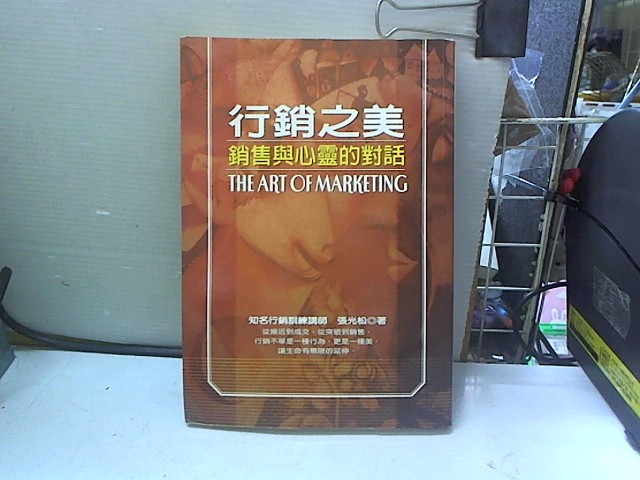 行銷之美
銷售與心靈的對話
THE ART OF MARKETING
知名行銷訓練講師 張光松◎著
從接近到成交，從突破到銷售，
行銷不單是一種行為，更是一種美，
讓生命有無限的延伸。